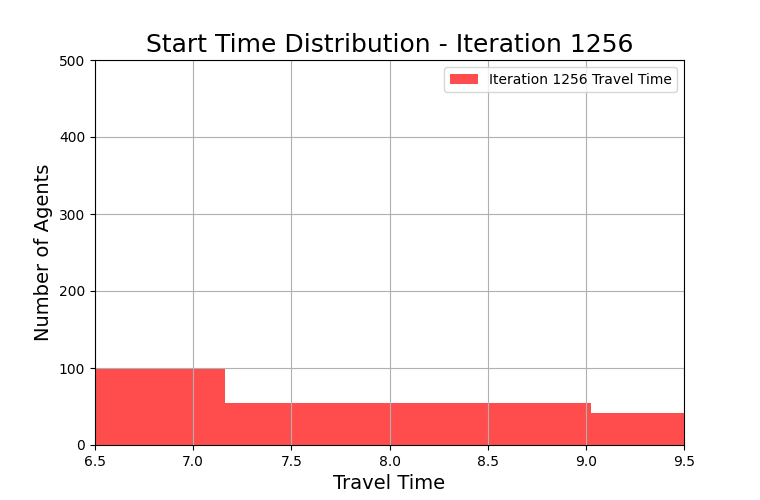 Start Time Distribution - Iteration 1256
Iteration 1256 Travel Time
Number of Agents
500
400
300
200
100
0
6.5 7.0 7.5 8.0 8.5 9.0 9.5
Travel Time